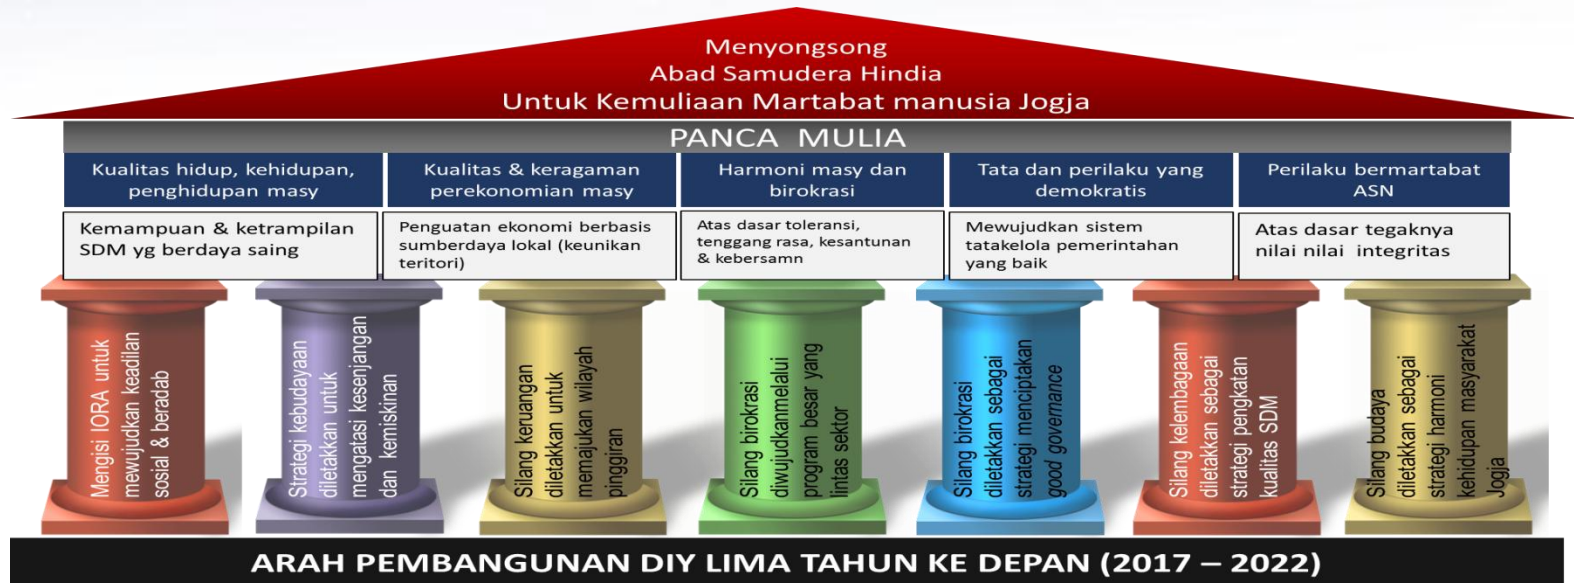 Menyongsong
Abad Samudera Hindia
Untuk Kemuliaan Martabat manusia Jogja
PANCA MULIA
Kualitas hidup, kehidupan,
penghidupan masy
Kualitas & keragaman
perekonomian masy
Harmoni masy dan
birokrasi
Tata dan perilaku yang
demokratis
Perilaku bermartabat
ASN
Kemampuan & ketrampilan
SDM yg berdaya saing
Penguatan ekonomi berbasis
sumberdaya lokal (keunikan
teritori)
Atas dasar toleransi,
tenggang rasa, kesantunan
& kebersamn
Mewujudkan sistem
tatakelola pemerintahan
yang baik
Atas dasar tegaknya
nilai nilai integritas
Mengisi IORA untuk
mewujudkan keadilan
sosial & beradab
Strategi kebudayaan
diletakan untuk
mengatasi kesenjangan
dan kemiskinan
Silang keruangan
diletakan untuk
memajukan wilayah
pinggiran
Silang birokrasi
diwujudkanmelalui
program besar yang
lintas sektor
Silang birokrasi
diletakkan sebagai
strategi menciptakan
good governance
Silang kelembagaan
diletakkan sebagai
strategi pengkatan
kualitas SDM
Silang budaya
diletakkan sebagai
strategi harmoni
kehidupan masyarakat
Jogja
ARAH PEMBANGUNAN DIY LIMA TAHUN KE DEPAN (2017 – 2022)